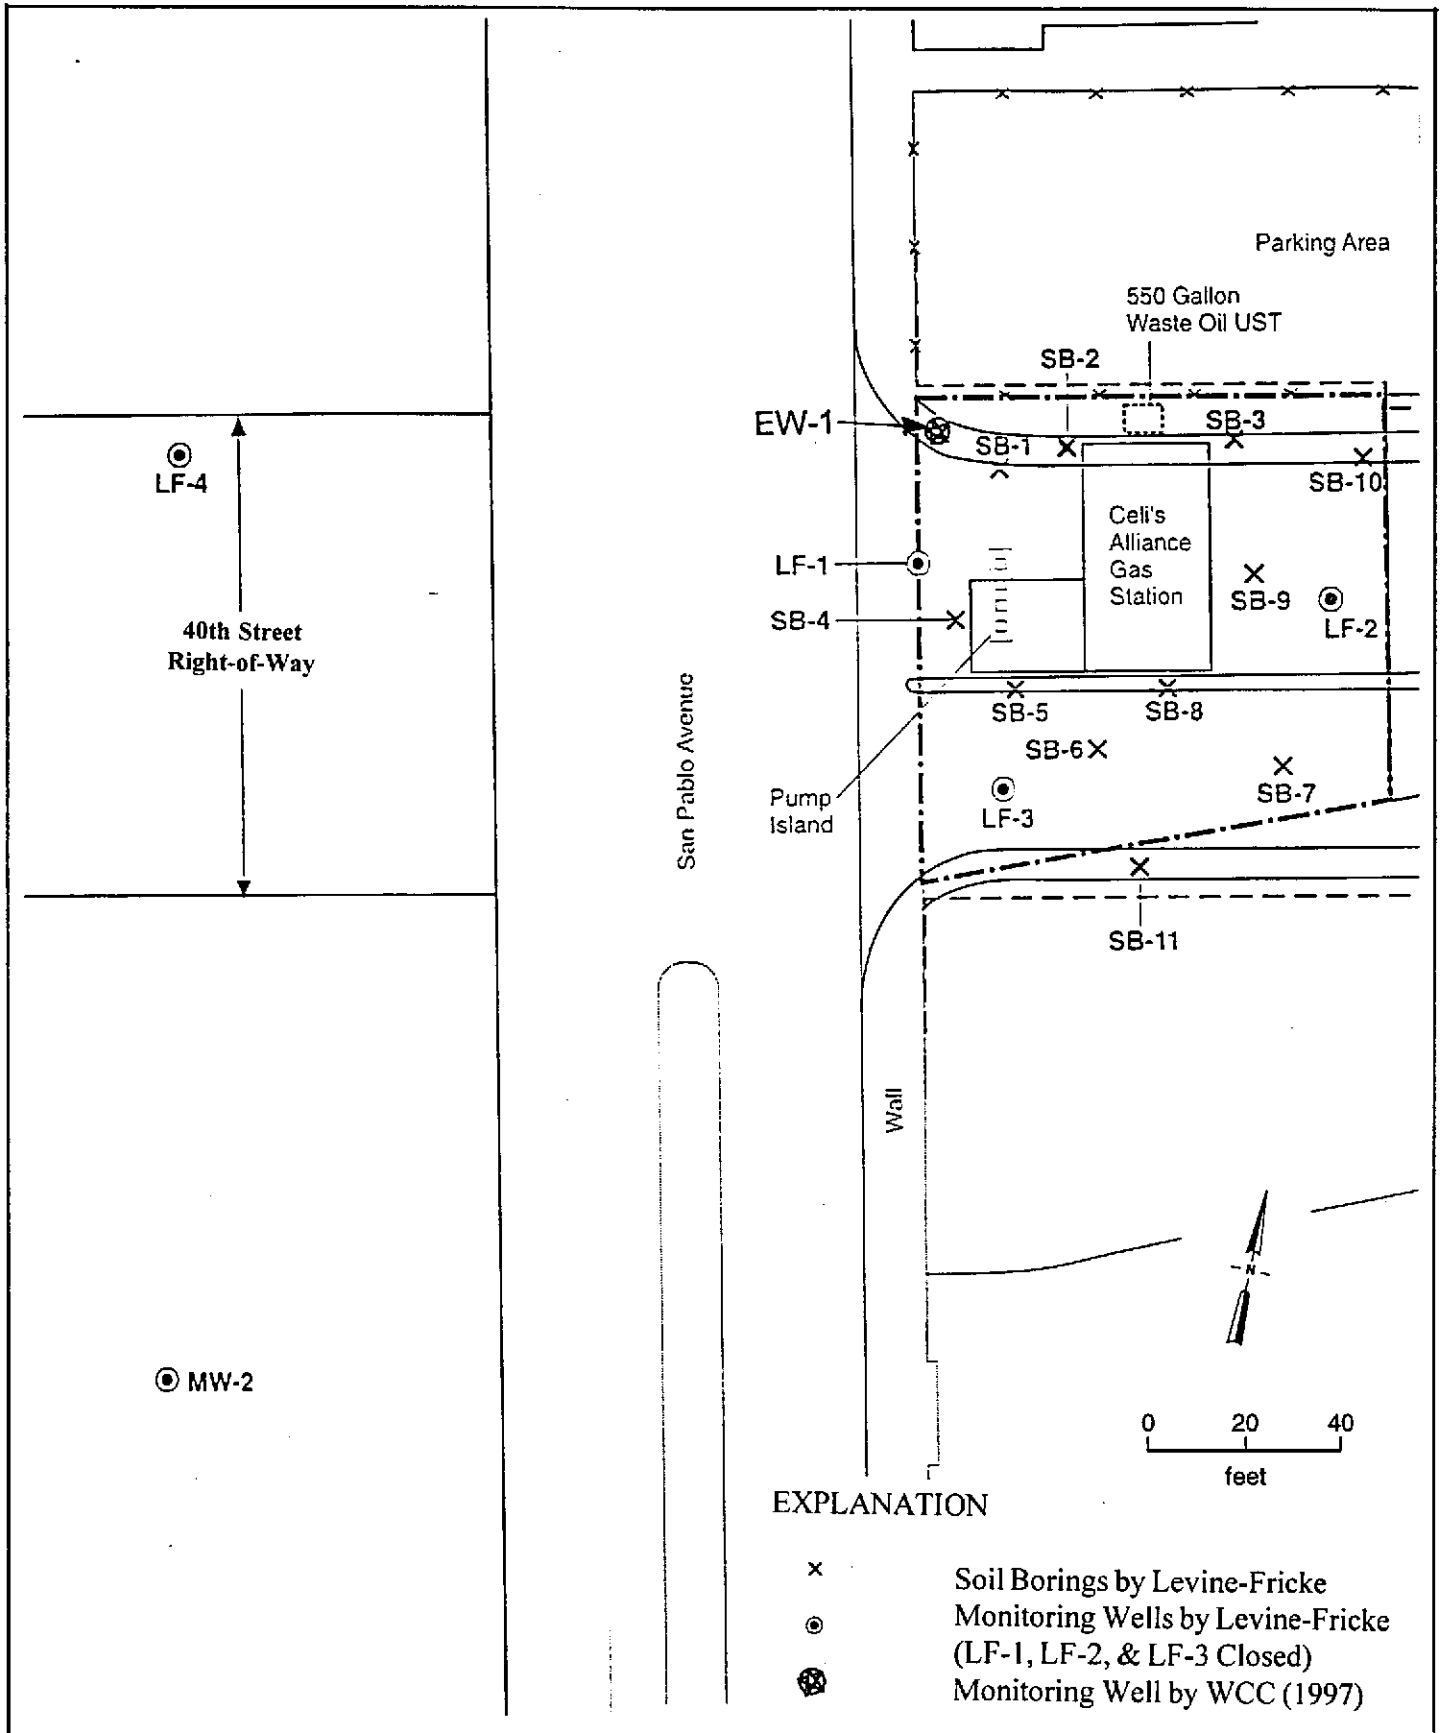 Parking Area
550 Gallon
Waste Oil UST
SB-2
EW-1
SB-1
SB-3
LF-4
SB-10
Celi's
Alliance
Gas
Station
LF-1
SB-9
SB-4
LF-2
40th Street
Right-of-Way
SB-5
SB-8
San Pablo Avenue
SB-6
SB-7
Pump
Island
LF-3
SB-11
Wall
N
MW-2
0 20 40
feet
EXPLANATION
Soil Borings by Levine-Fricke
Monitoring Wells by Levine-Fricke
(LF-1, LF-2, & LF-3 Closed)
Monitoring Well by WCC (1997)